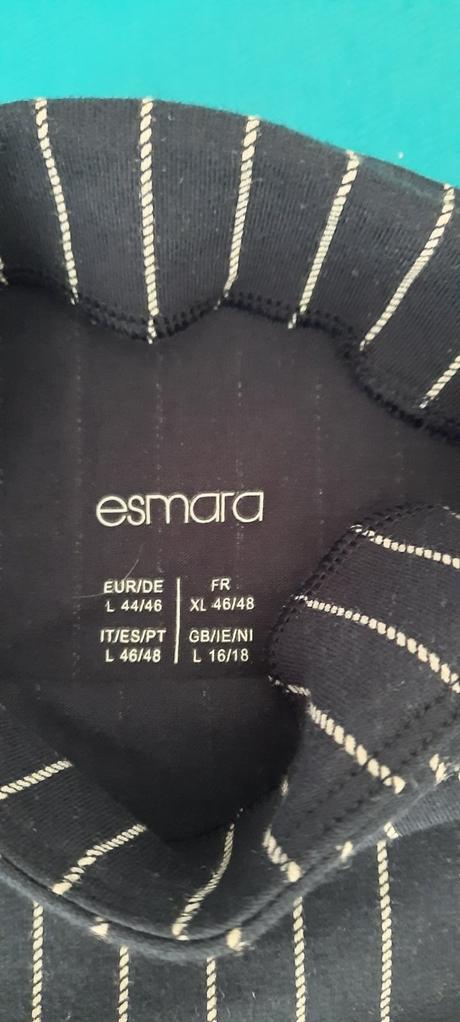 esmara
EUR/DE
L 44/46
FR
XL 46/48
IT/ES/PT
L 46/48
GB/IE/NI
L 16/18